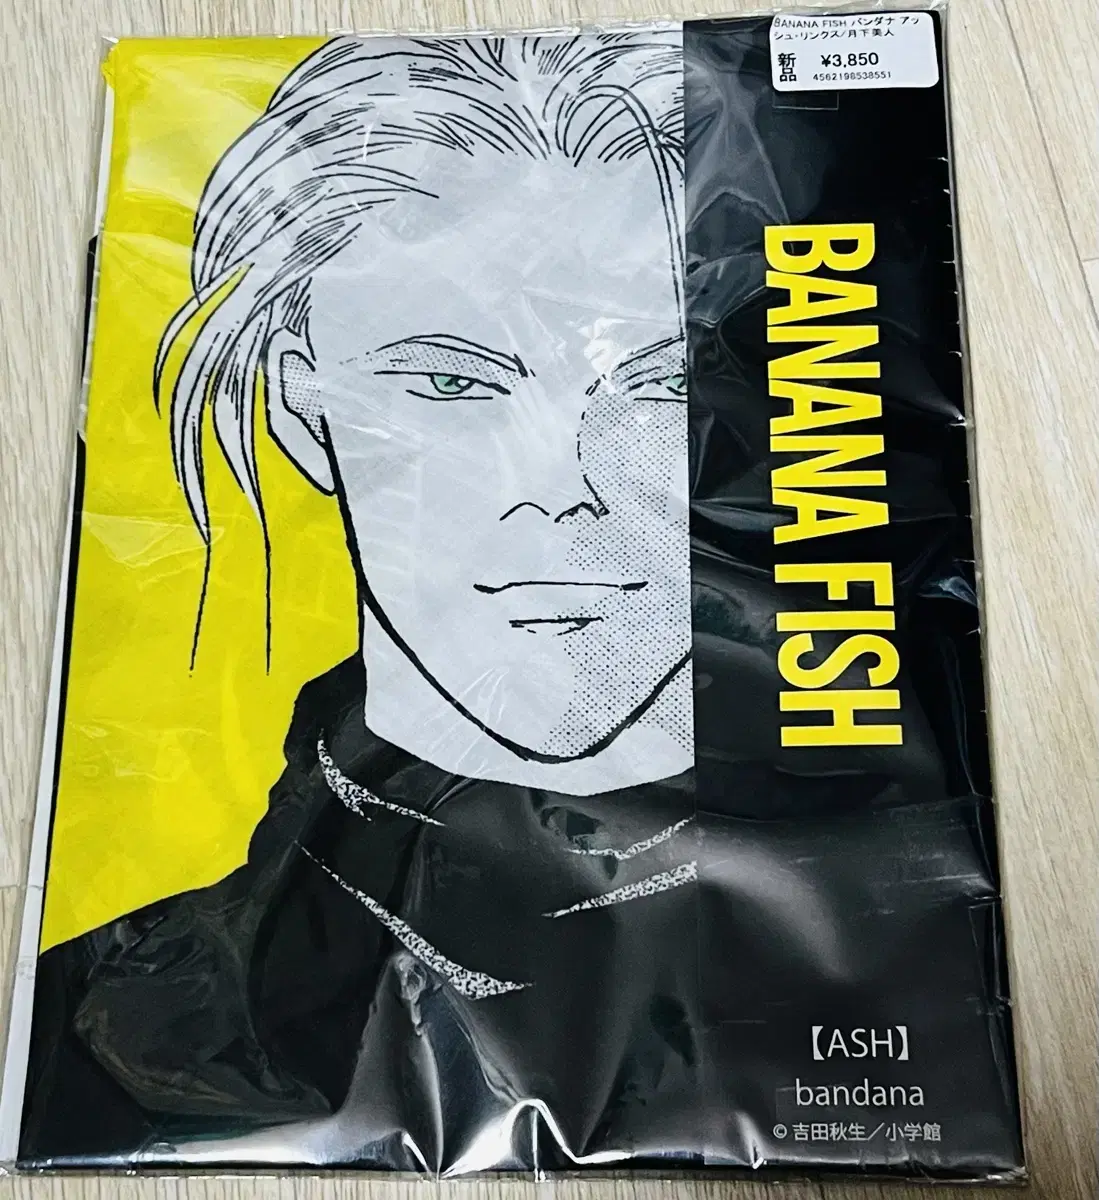 BANANA FISH バンダナ アッ
シュ・リンクス/月下美人
新品 ¥3,850
4562198538551
BANANA FISH
【ASH】
bandana
© 吉田秋生／小学館